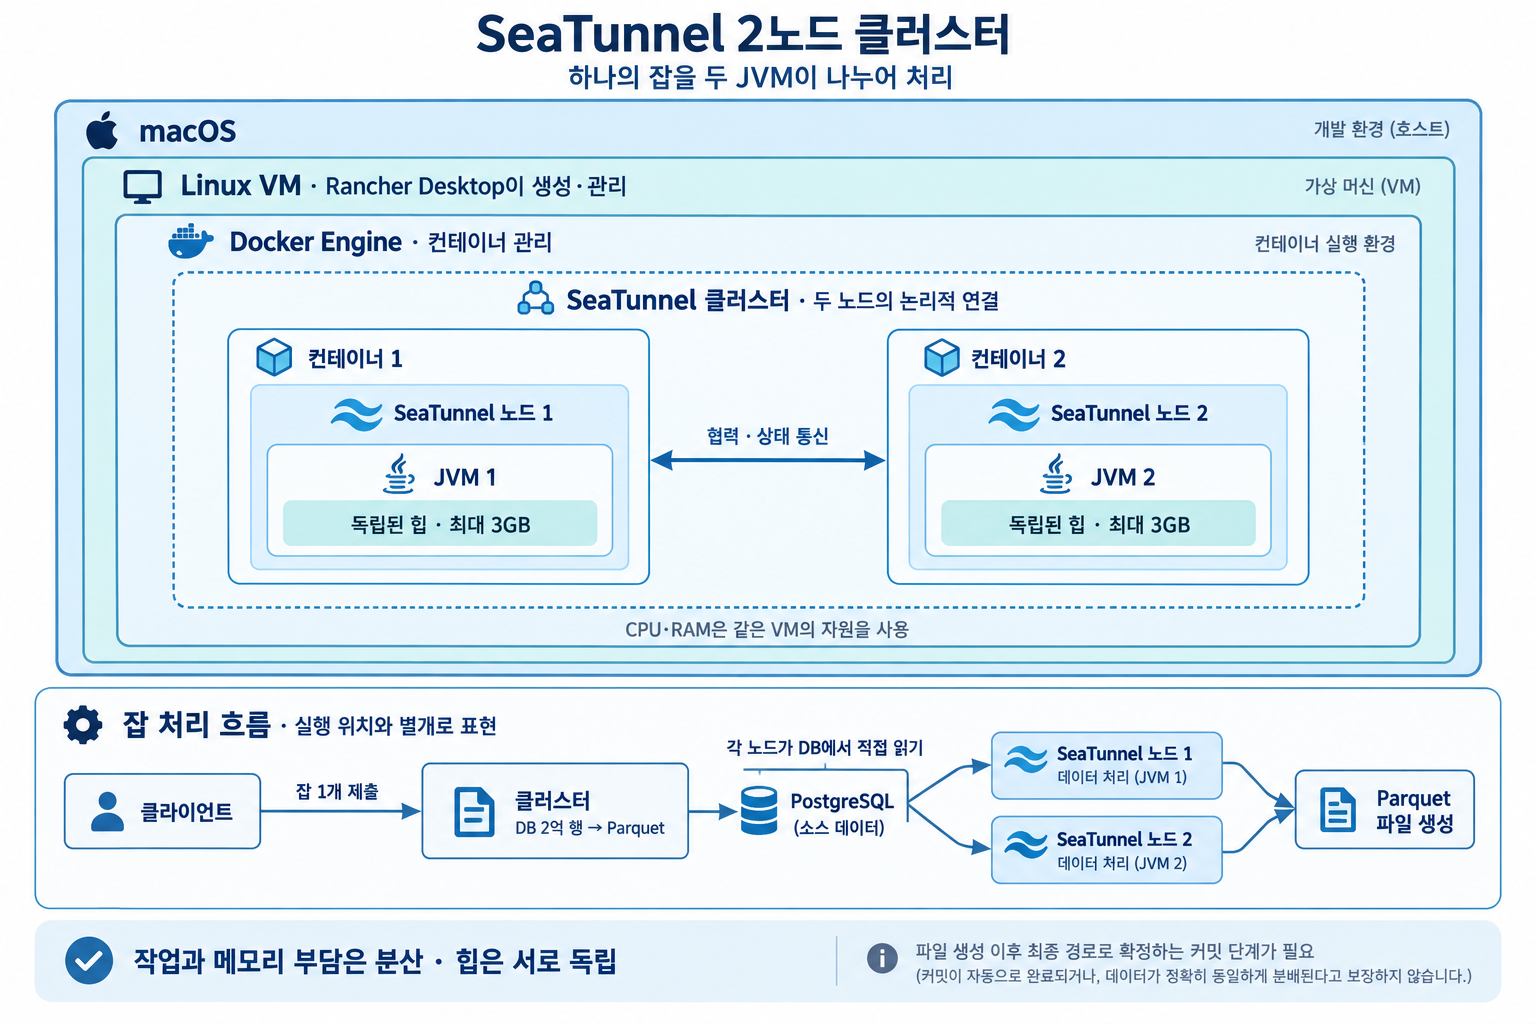 SeaTunnel 2노드 클러스터
하나의 잡을 두 JVM이 나누어 처리
macOS
개발 환경 (호스트)
Linux VM · Rancher Desktop이 생성·관리
가상 머신 (VM)
Docker Engine · 컨테이너 관리
컨테이너 실행 환경
SeaTunnel 클러스터 · 두 노드의 논리적 연결
컨테이너 1
SeaTunnel 노드 1
JVM 1
독립된 힙 · 최대 3GB
협력 · 상태 통신
컨테이너 2
SeaTunnel 노드 2
JVM 2
독립된 힙 · 최대 3GB
CPU·RAM은 같은 VM의 자원을 사용
잡 처리 흐름 · 실행 위치와 별개로 표현
클라이언트
잡 1개 제출
클러스터
DB 2억 행 → Parquet
각 노드가 DB에서 직접 읽기
PostgreSQL
(소스 데이터)
SeaTunnel 노드 1
데이터 처리 (JVM 1)
SeaTunnel 노드 2
데이터 처리 (JVM 2)
Parquet
파일 생성
작업과 메모리 부담은 분산 · 힙은 서로 독립
파일 생성 이후 최종 경로로 확정하는 커밋 단계가 필요
(커밋이 자동으로 완료되거나, 데이터가 정확히 동일하게 분배된다고 보장하지 않습니다.)